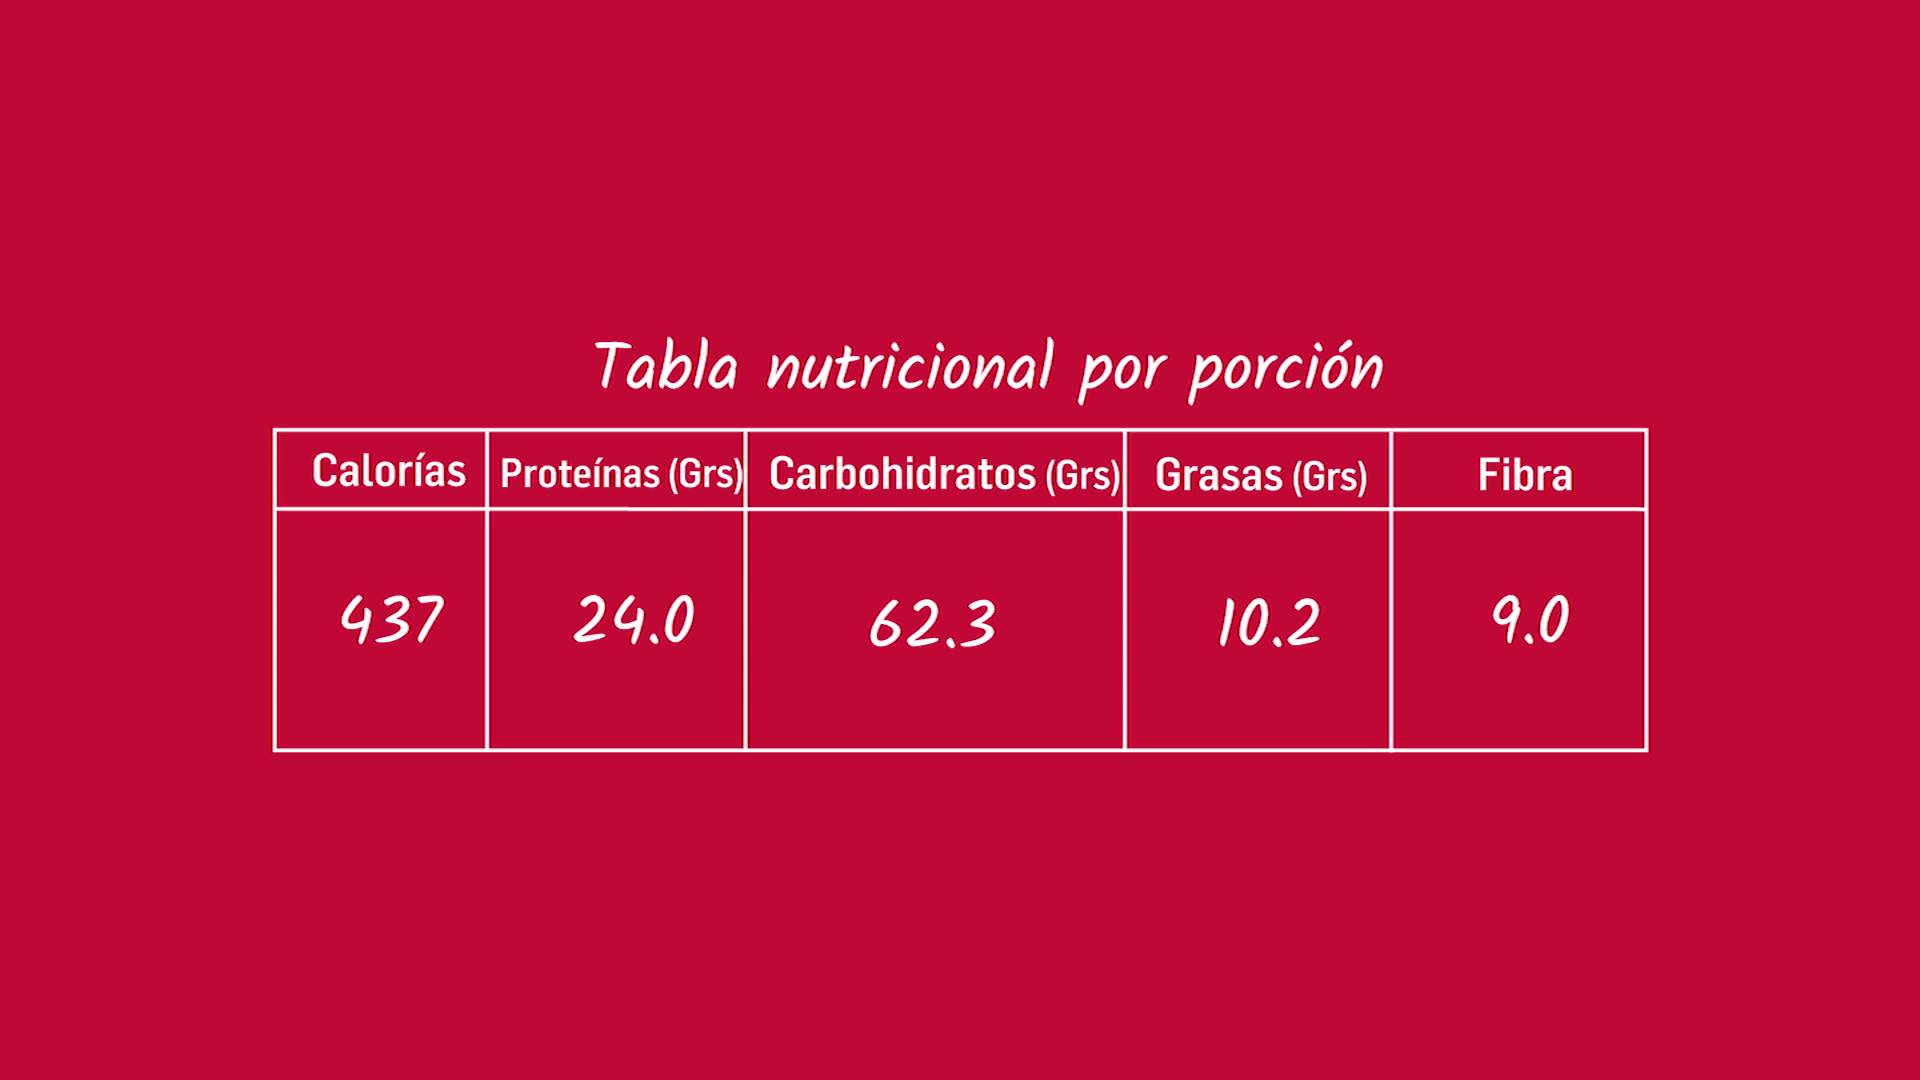 Tabla nutricional por porción
Calorías Proteínas (Grs) Carbohidratos (Grs) Grasas (Grs) Fibra
437 24.0 62.3 10.2 9.0